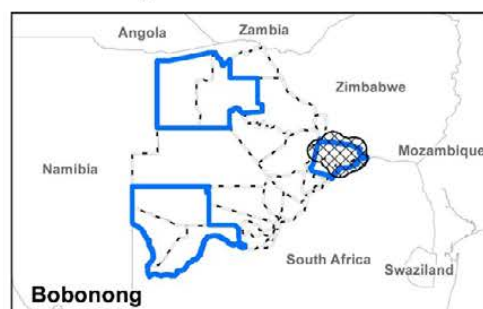 Angola
Zambia
Zimbabwe
Namibia
Mozambique
South Africa
Swaziland
Bobonong